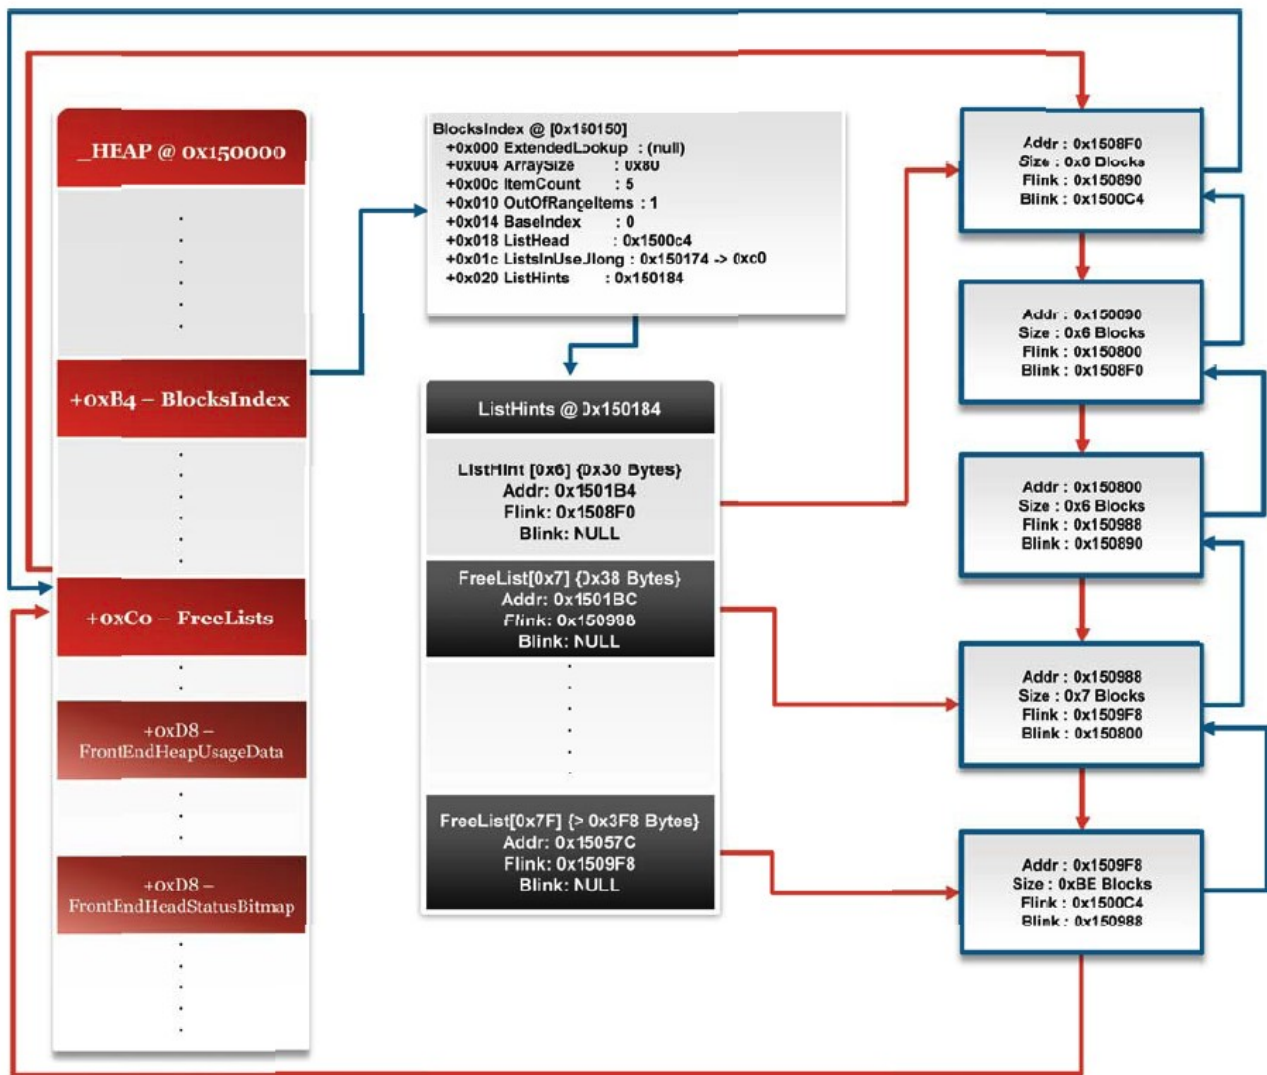 _HEAP @ 0x150000
+0xB4 – BlocksIndex
+0xC0 – FreeLists
+0xD8 –
FrontEndHeapUsageData
+0xD8 –
FrontEndHeadStatusBitmap
BlocksIndex @ [0x150150]
+0x000 ExtendedLookup : (null)
+0x004 ArraySize : 0x80
+0x00c ItemCount : 5
+0x010 OutOfRangeItems : 1
+0x014 BaseIndex : 0
+0x018 ListHead : 0x1500c4
+0x01c ListsInUseUlong : 0x150174 -> 0xc0
+0x020 ListHints : 0x150184
ListHints @ 0x150184
ListHint [0x6] {0x30 Bytes}
Addr: 0x1501B4
Flink: 0x1508F0
Blink: NULL
FreeList[0x7] {0x38 Bytes}
Addr: 0x1501BC
Flink: 0x150988
Blink: NULL
FreeList[0x7F] {> 0x3F8 Bytes}
Addr: 0x15057C
Flink: 0x1509F8
Blink: NULL
Addr : 0x1508F0
Size : Blocks
Flink : 0x150890
Blink : 0x1500C4
Addr : 0x150890
Size : 0x6 Blocks
Flink : 0x150800
Blink : 0x1508F0
Addr : 0x150800
Size : 0x6 Blocks
Flink : 0x150988
Blink : 0x150890
Addr : 0x150988
Size : 0x7 Blocks
Flink : 0x1509F8
Blink : 0x150800
Addr : 0x1509F8
Size : 0xBE Blocks
Flink : 0x1500C4
Blink : 0x150988